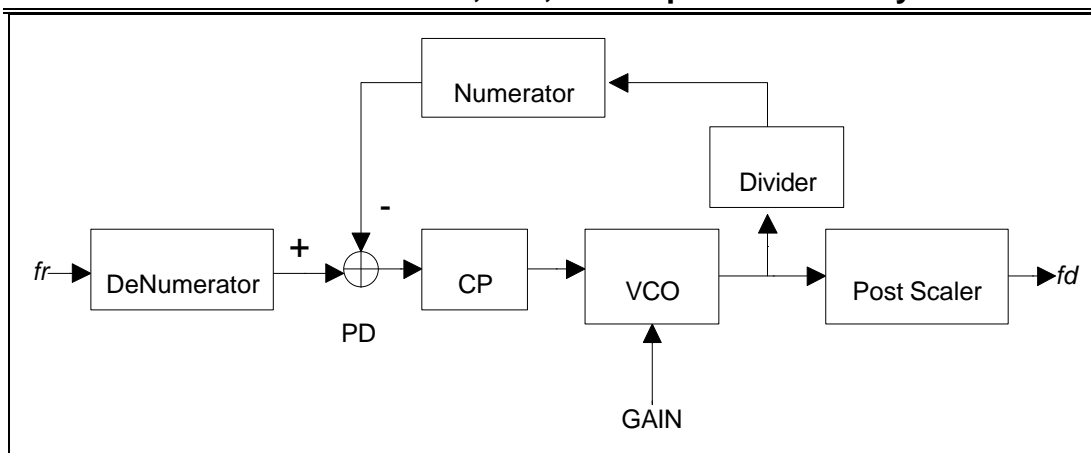 Numerator
Divider
-
+
fr
DeNumerator
CP
VCO
Post Scaler
fd
PD
GAIN